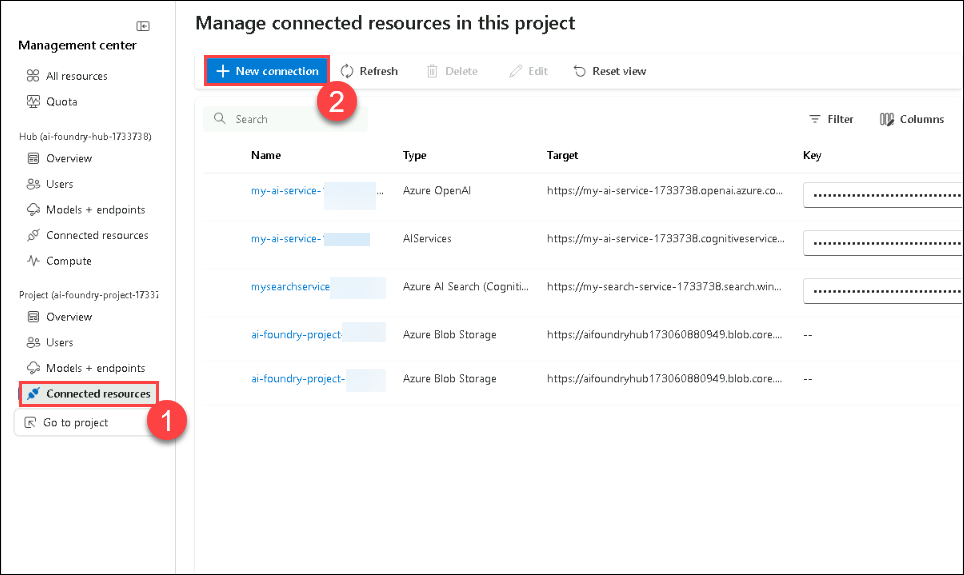 Manage connected resources in this project
Management center
All resources
Quota
Hub (ai-foundry-hub-1733738)
Overview
Users
Models + endpoints
Connected resources
Compute
Project (ai-foundry-project-1733
Overview
Users
Models + endpoints
Connected resources
1
Go to project
New connection Refresh Delete Edit Reset view
2
Search Filter Columns
Name Type Target Key
my-ai-service- ... Azure OpenAI https://my-ai-service-1733738.openai.azure.co... ••••••••••••••••••••••••••••
my-ai-service- AIServices https://my-ai-service-1733738.cognitiveservice... ••••••••••••••••••••••••••••
mysearchservice Azure AI Search (Cogniti... https://my-search-service-1733738.search.win... ••••••••••••••••••••••••••••
ai-foundry-project- Azure Blob Storage https://aifoundryhub173060880949.blob.core.... --
ai-foundry-project- Azure Blob Storage https://aifoundryhub173060880949.blob.core.... --